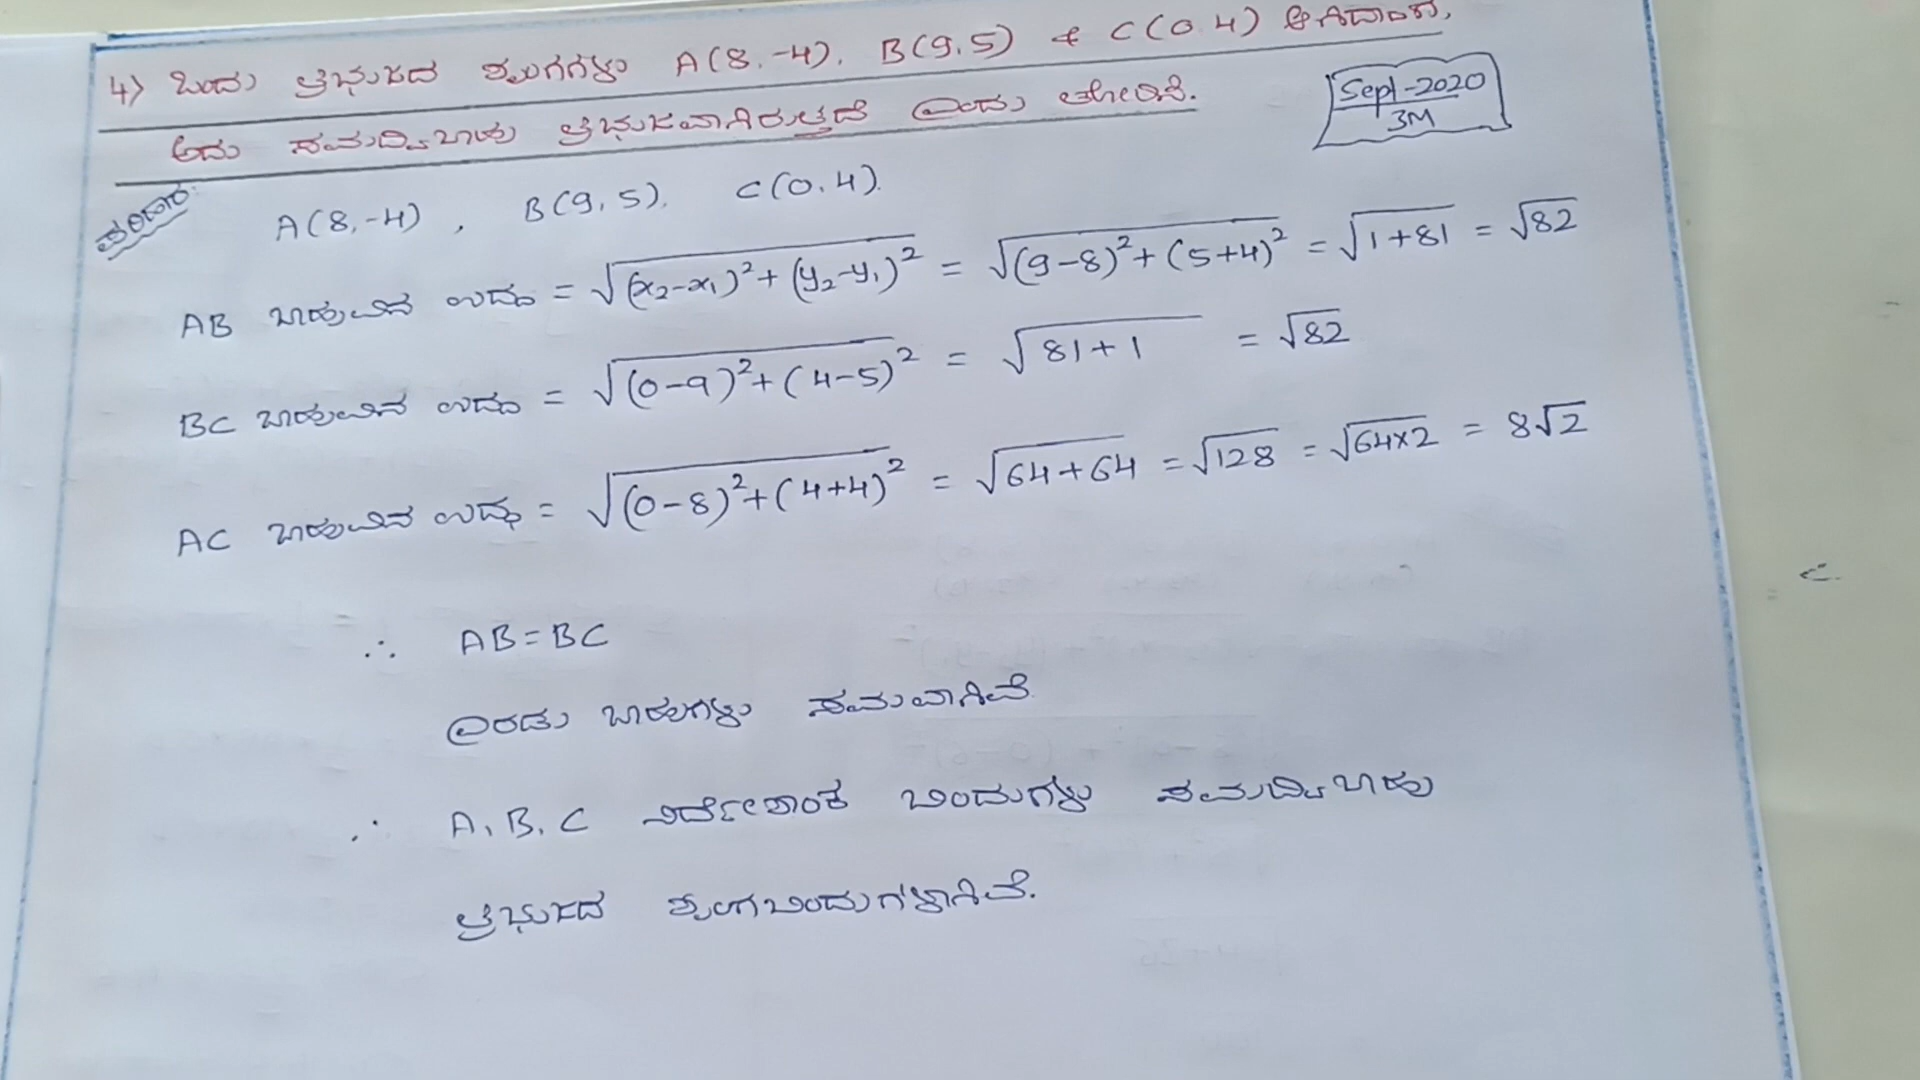 4) ಒಂದು ತ್ರಿಭುಜದ ಶೃಂಗಗಳು A(8,-4), B(9,5) & C(0,4) ಆಗಿದ್ದರೆ,
ಅದು ಸಮದ್ವಿಬಾಹು ತ್ರಿಭುಜವಾಗಿರುತ್ತದೆ ಎಂದು ತೋರಿಸಿ.
Sept-2020
3M
ಪರಿಹಾರ:
A(8,-4), B(9,5), C(0,4).
AB ಬಾಹುವಿನ ಉದ್ದ = √(x₂-x₁)²+(y₂-y₁)² = √(9-8)²+(5+4)² = √1+81 = √82
BC ಬಾಹುವಿನ ಉದ್ದ = √(0-9)²+(4-5)² = √81+1 = √82
AC ಬಾಹುವಿನ ಉದ್ದ = √(0-8)²+(4+4)² = √64+64 = √128 = √64×2 = 8√2
∴ AB=BC
ಎರಡು ಬಾಹುಗಳು ಸಮವಾಗಿವೆ.
∴ A, B, C ನಿರ್ದೇಶಾಂಕ ಬಿಂದುಗಳು ಸಮದ್ವಿಬಾಹು
ತ್ರಿಭುಜದ ಶೃಂಗಬಿಂದುಗಳಾಗಿವೆ.